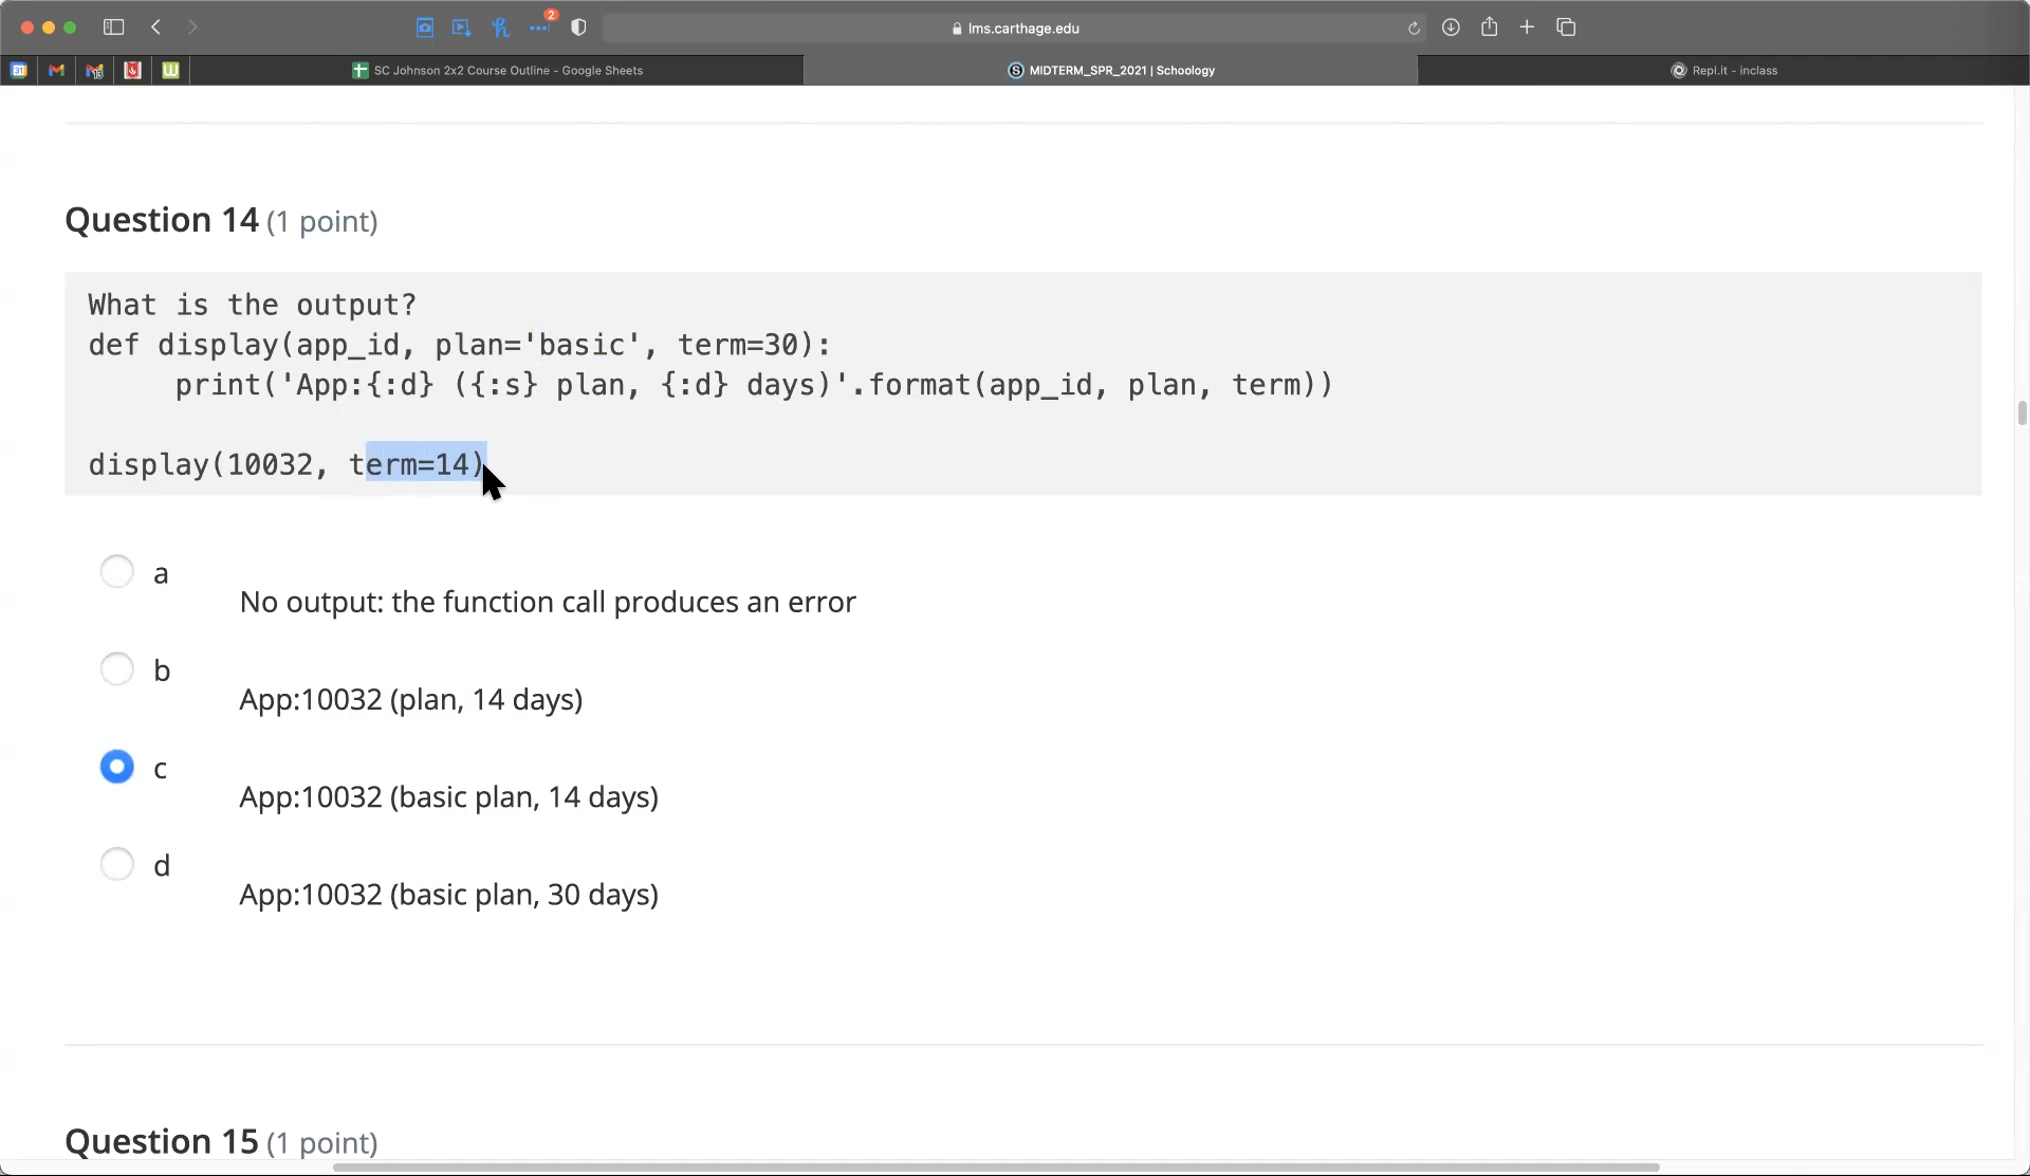 2
lms.carthage.edu
31
SC Johnson 2x2 Course Outline - Google Sheets
MIDTERM_SPR_2021 | Schoology
Repl.it - inclass
Question 14 (1 point)
What is the output?
def display(app_id, plan='basic', term=30):
     print('App:{:d} ({:s} plan, {:d} days)'.format(app_id, plan, term))
display(10032, term=14)
a
No output: the function call produces an error
b
App:10032 (plan, 14 days)
c
App:10032 (basic plan, 14 days)
d
App:10032 (basic plan, 30 days)
Question 15 (1 point)